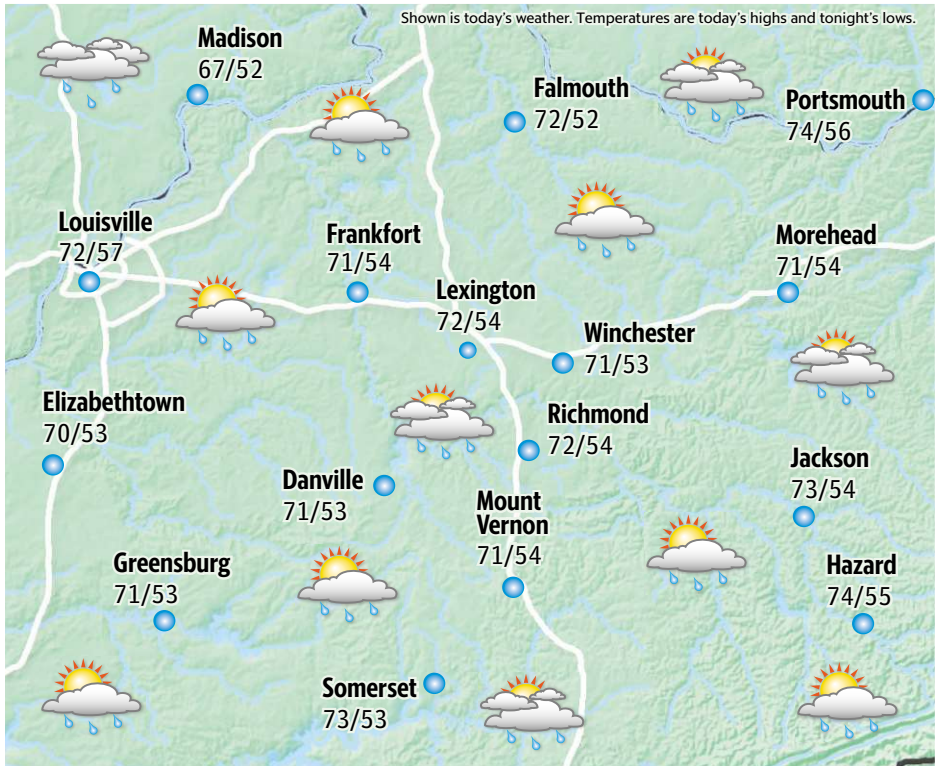 Shown is today's weather. Temperatures are today's highs and tonight's lows.
Madison
67/52
Falmouth
72/52
Portsmouth
74/56
Louisville
72/57
Frankfort
71/54
Morehead
71/54
Lexington
72/54
Winchester
71/53
Elizabethtown
70/53
Richmond
72/54
Danville
71/53
Jackson
73/54
Mount
Vernon
71/54
Greensburg
71/53
Hazard
74/55
Somerset
73/53